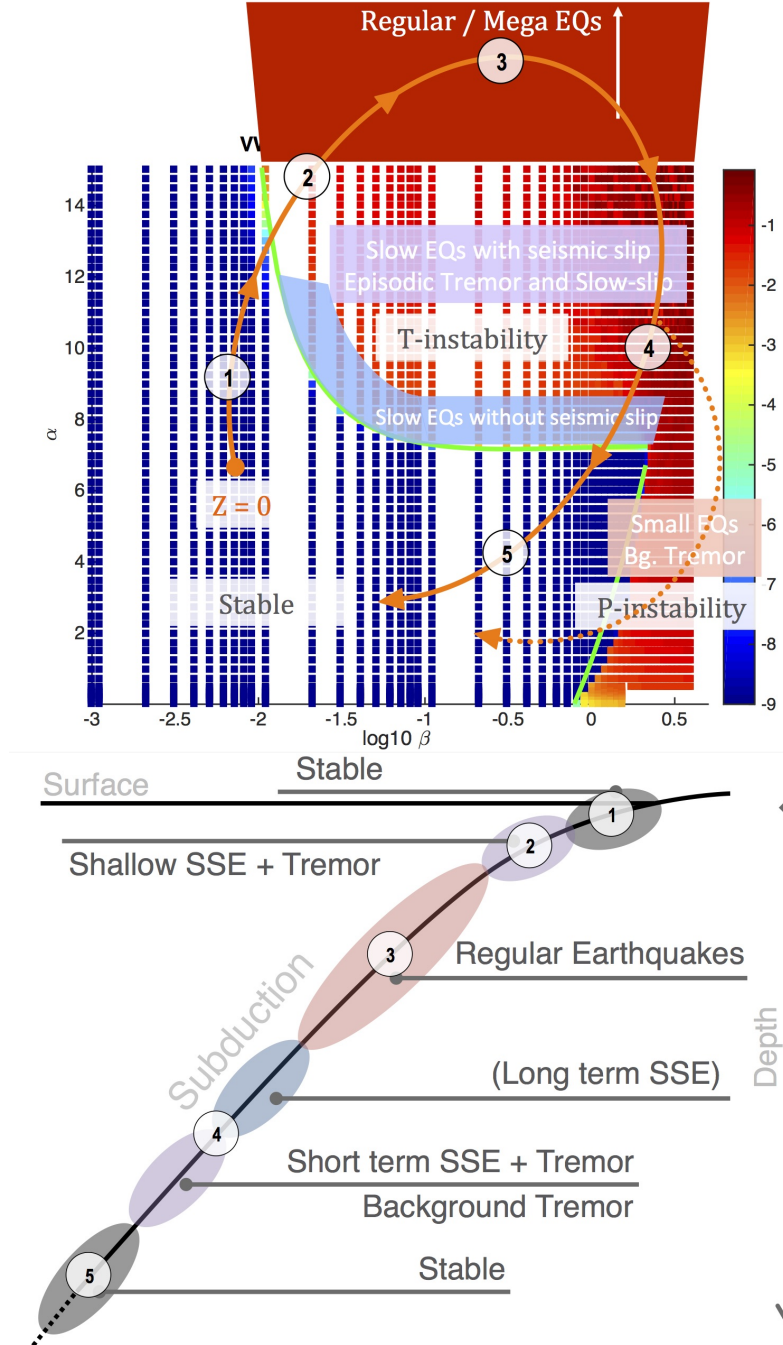 Regular / Mega EQs
3
2
14
Slow EQs with seismic slip
Episodic Tremor and Slow-slip
12
T-instability
10
4
1
8
Slow EQs without seismic slip
α
6
Z = 0
Small EQs
Bg. Tremor
5
4
Stable
P-instability
2
-3
-2.5
-2
-1.5
-1
-0.5
0
0.5
log10 β
-1
-2
-3
-4
-5
-6
-7
-8
-9
Stable
Surface
1
2
Shallow SSE + Tremor
3
Regular Earthquakes
Subduction
Depth
(Long term SSE)
4
Short term SSE + Tremor
Background Tremor
Stable
5